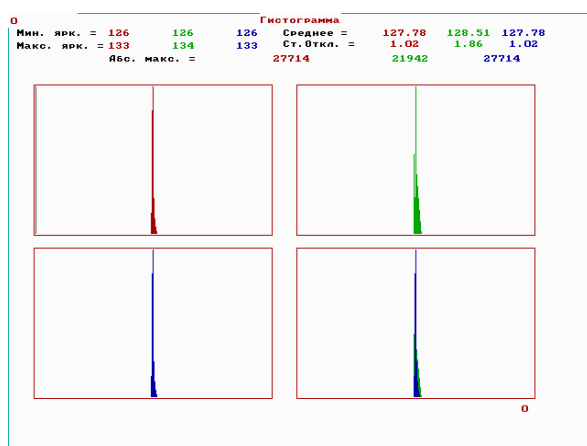 0 Гистограмма
Мин. ярк. = 126 126 126 Среднее = 127.78 128.51 127.78
Макс. ярк. = 133 134 133 Ст.Откл. = 1.02 1.86 1.02
Абс. макс. = 27714 21942 27714
0